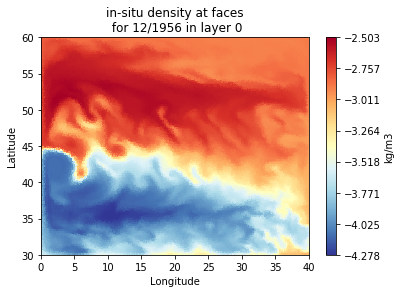 in-situ density at faces
for 12/1956 in layer 0
60
55
50
45
40
35
30
Latitude
0 5 10 15 20 25 30 35 40
Longitude
−2.503
−2.757
−3.011
−3.264
−3.518
−3.771
−4.025
−4.278
kg/m3